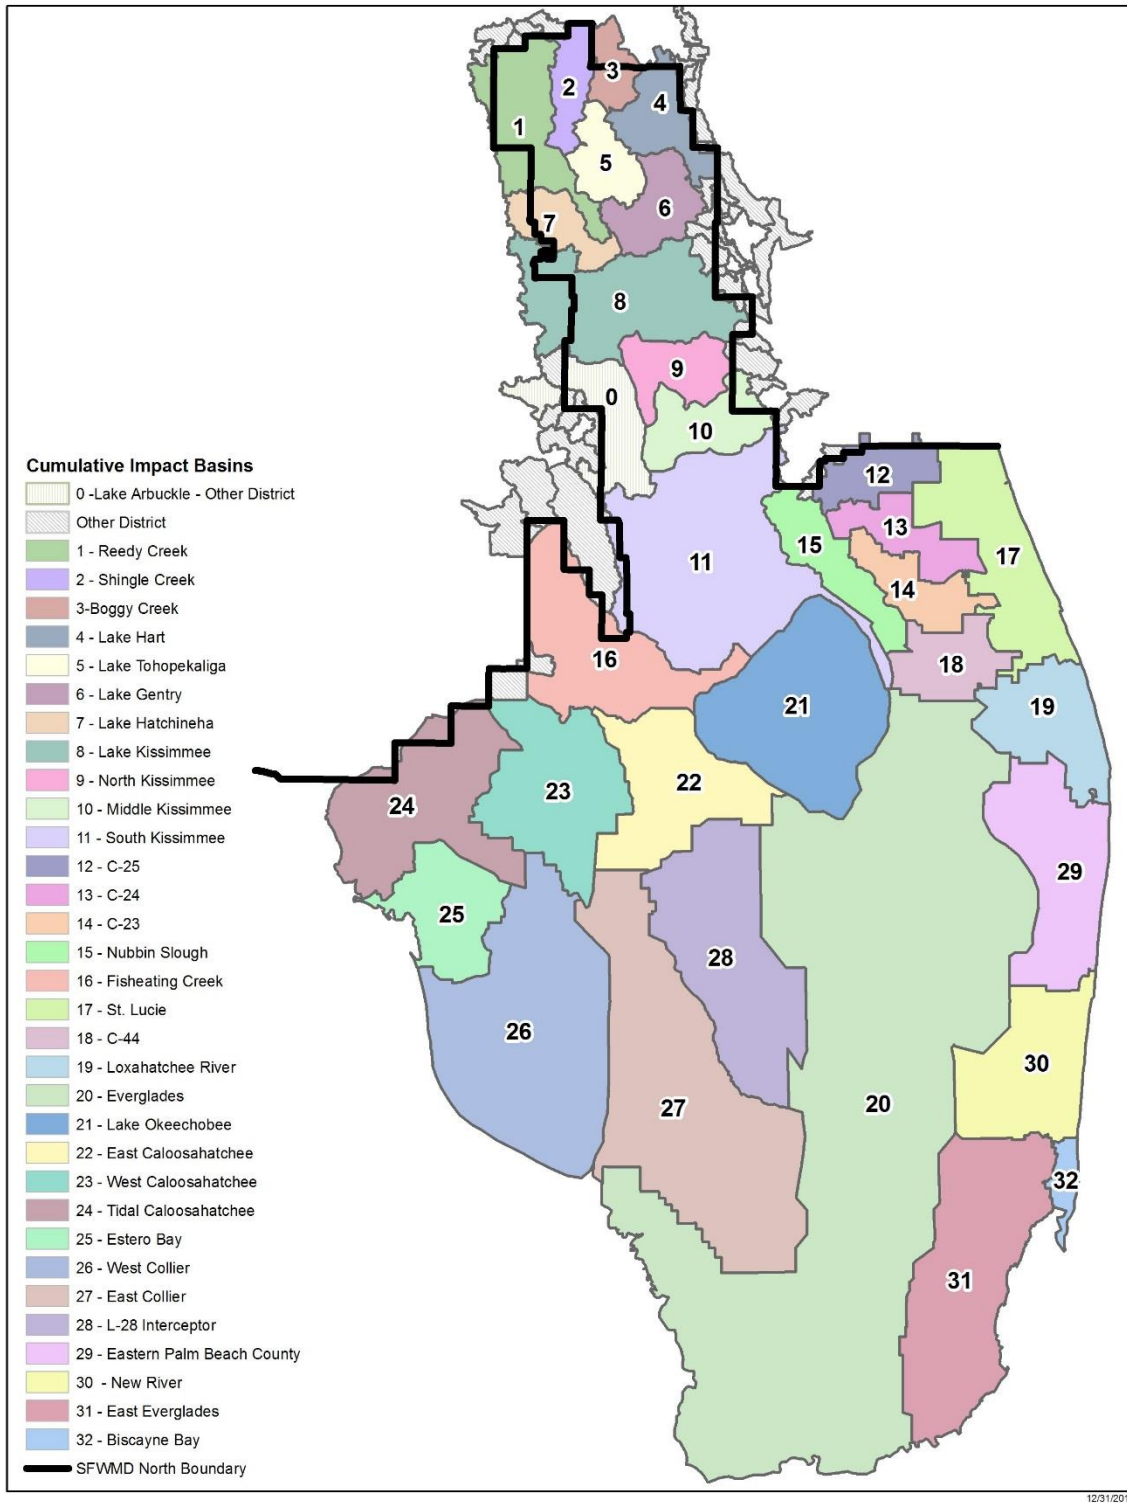 3
2
4
1
5
6
7
8
9
0
10
Cumulative Impact Basins
0 -Lake Arbuckle - Other District
Other District
1 - Reedy Creek
2 - Shingle Creek
3-Boggy Creek
4 - Lake Hart
5 - Lake Tohopekaliga
6 - Lake Gentry
7 - Lake Hatchineha
8 - Lake Kissimmee
9 - North Kissimmee
10 - Middle Kissimmee
11 - South Kissimmee
12 - C-25
13 - C-24
14 - C-23
15 - Nubbin Slough
16 - Fisheating Creek
17 - St. Lucie
18 - C-44
19 - Loxahatchee River
20 - Everglades
21 - Lake Okeechobee
22 - East Caloosahatchee
23 - West Caloosahatchee
24 - Tidal Caloosahatchee
25 - Estero Bay
26 - West Collier
27 - East Collier
28 - L-28 Interceptor
29 - Eastern Palm Beach County
30 - New River
31 - East Everglades
32 - Biscayne Bay
SFWMD North Boundary
12
13
15
17
11
14
16
18
21
19
22
23
24
29
25
28
26
30
27
20
32
31
12/31/201